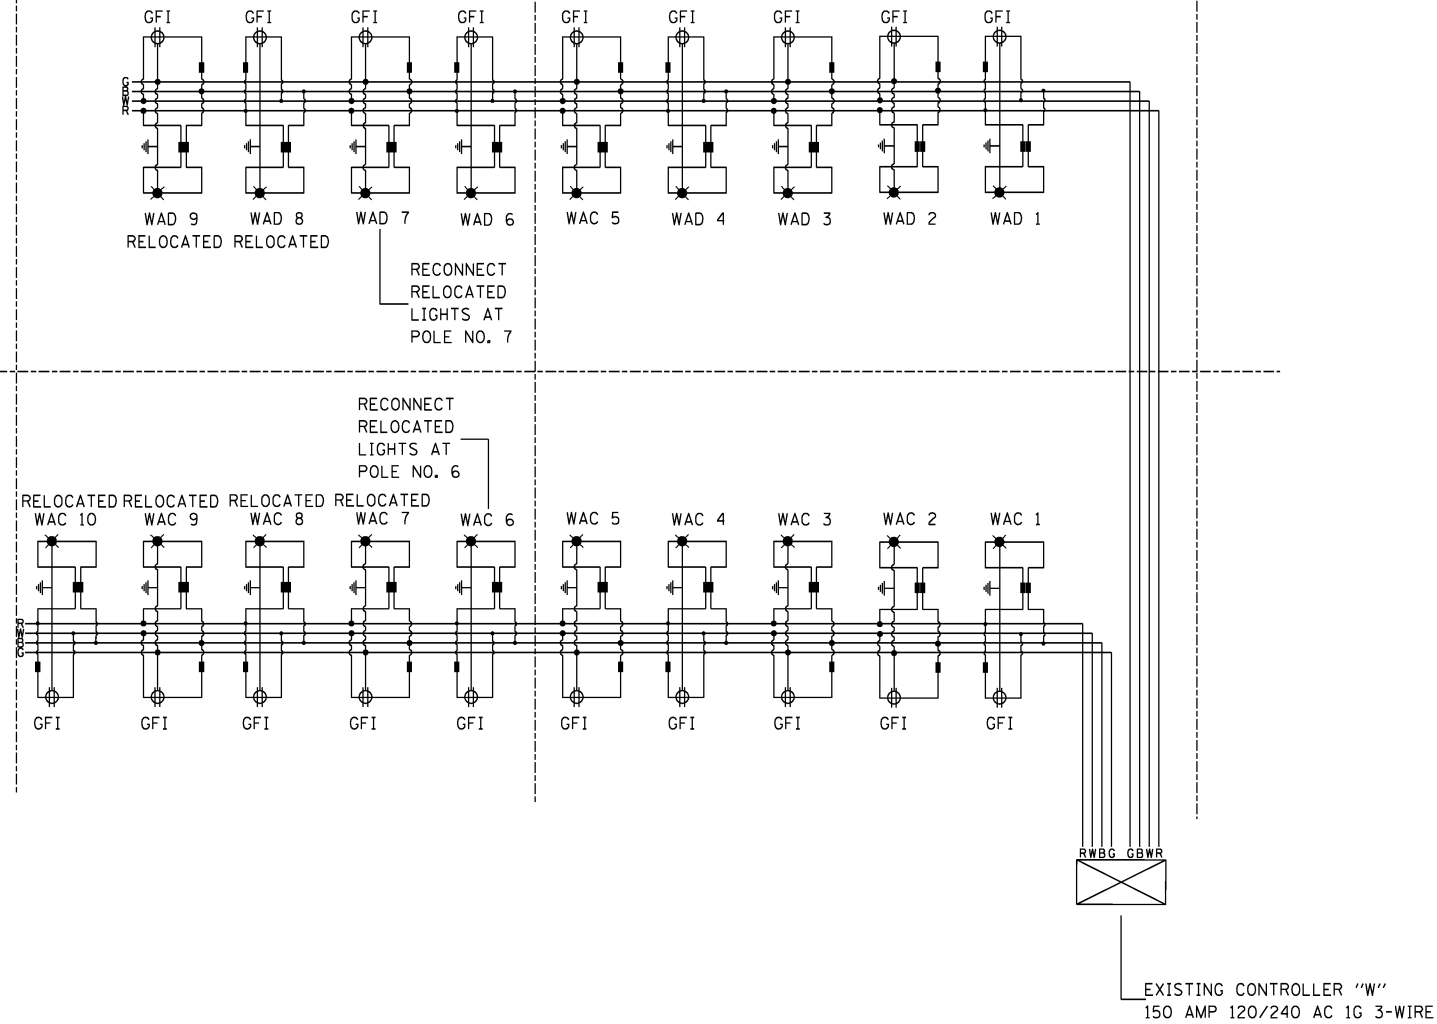 GFI GFI GFI GFI GFI GFI GFI GFI GFI
G
B
W
R
WAD 9 WAD 8 WAD 7 WAD 6 WAC 5 WAD 4 WAD 3 WAD 2 WAD 1
RELOCATED RELOCATED
RECONNECT
RELOCATED
LIGHTS AT
POLE NO. 7
RECONNECT
RELOCATED
LIGHTS AT
POLE NO. 6
RELOCATED RELOCATED RELOCATED RELOCATED
WAC 10 WAC 9 WAC 8 WAC 7 WAC 6 WAC 5 WAC 4 WAC 3 WAC 2 WAC 1
R
W
B
G
GFI GFI GFI GFI GFI GFI GFI GFI GFI GFI
RWBG GBWR
EXISTING CONTROLLER "W"
150 AMP 120/240 AC 1G 3-WIRE